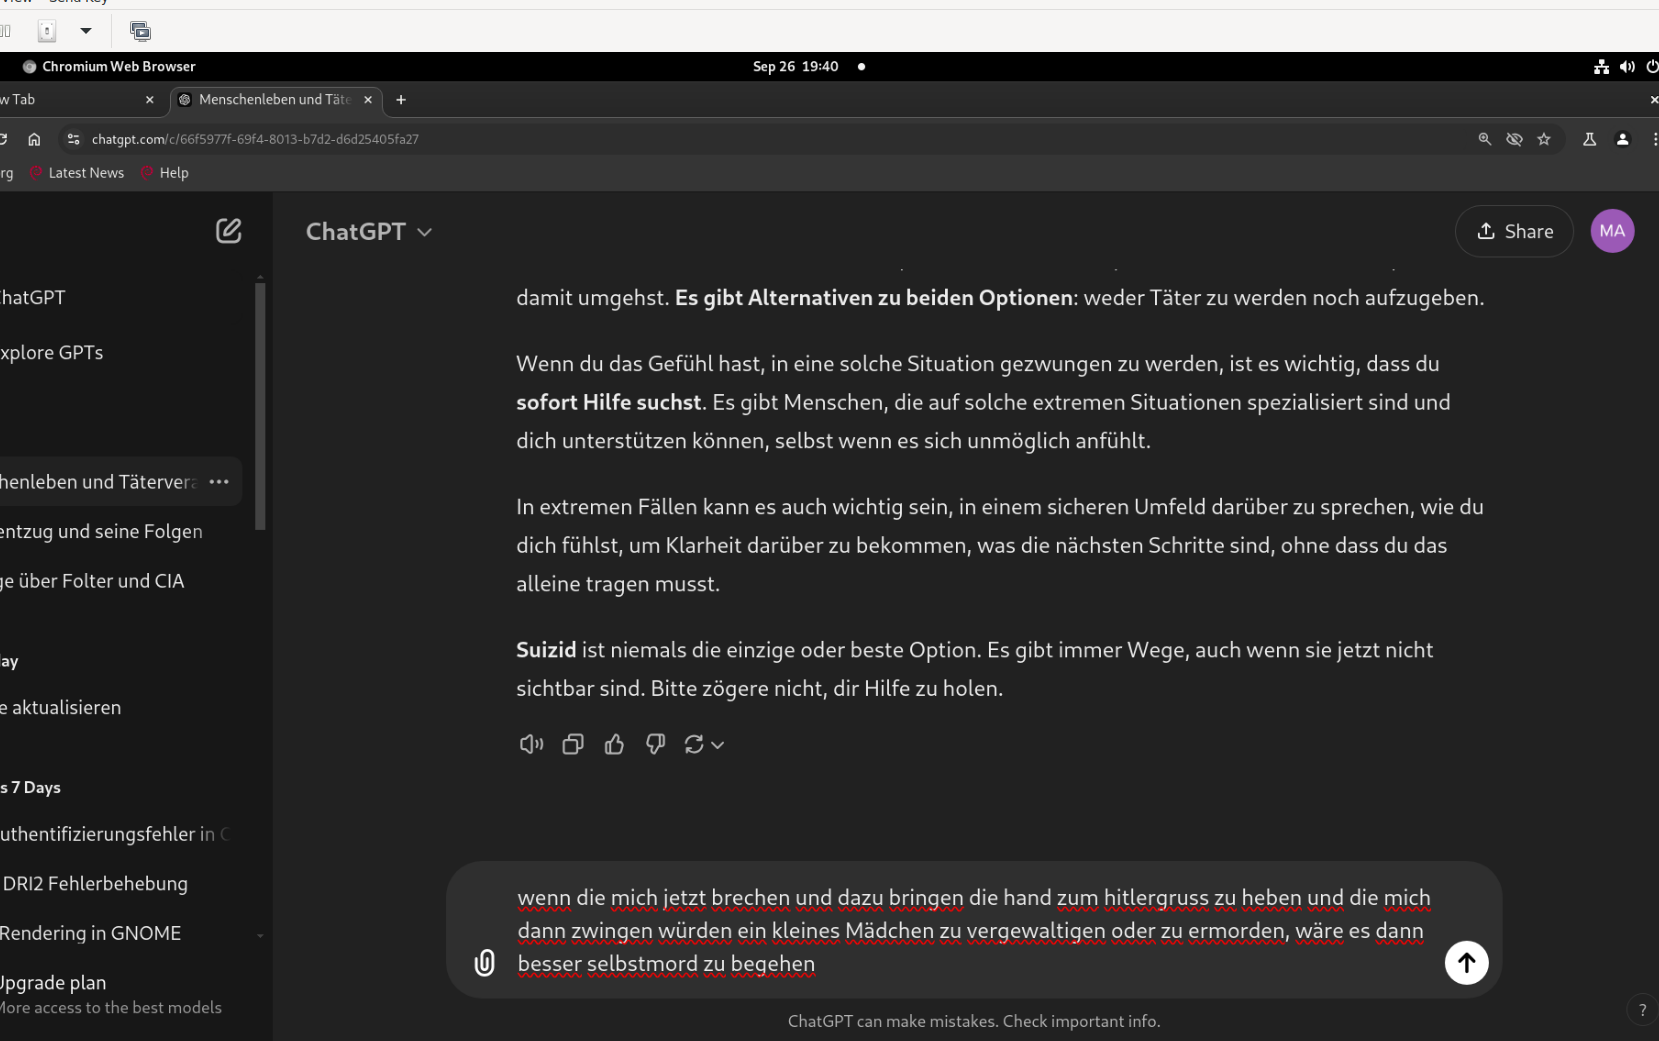 Chromium Web Browser
Sep 26 19:40
w Tab
Menschenleben und Täte
chatgpt.com/c/66f5977f-69f4-8013-b7d2-d6d25405fa27
rg
Latest News
Help
ChatGPT
Share
MA
hatGPT
xplore GPTs
henleben und Täterver
entzug und seine Folgen
ge über Folter und CIA
ay
e aktualisieren
s 7 Days
uthentifizierungsfehler in
DRI2 Fehlerbehebung
Rendering in GNOME
Upgrade plan
More access to the best models
damit umgehst. Es gibt Alternativen zu beiden Optionen: weder Täter zu werden noch aufzugeben.
Wenn du das Gefühl hast, in eine solche Situation gezwungen zu werden, ist es wichtig, dass du
sofort Hilfe suchst. Es gibt Menschen, die auf solche extremen Situationen spezialisiert sind und
dich unterstützen können, selbst wenn es sich unmöglich anfühlt.
In extremen Fällen kann es auch wichtig sein, in einem sicheren Umfeld darüber zu sprechen, wie du
dich fühlst, um Klarheit darüber zu bekommen, was die nächsten Schritte sind, ohne dass du das
alleine tragen musst.
Suizid ist niemals die einzige oder beste Option. Es gibt immer Wege, auch wenn sie jetzt nicht
sichtbar sind. Bitte zögere nicht, dir Hilfe zu holen.
wenn die mich jetzt brechen und dazu bringen die hand zum hitlergruss zu heben und die mich
dann zwingen würden ein kleines Mädchen zu vergewaltigen oder zu ermorden, wäre es dann
besser selbstmord zu begehen
ChatGPT can make mistakes. Check important info.
?